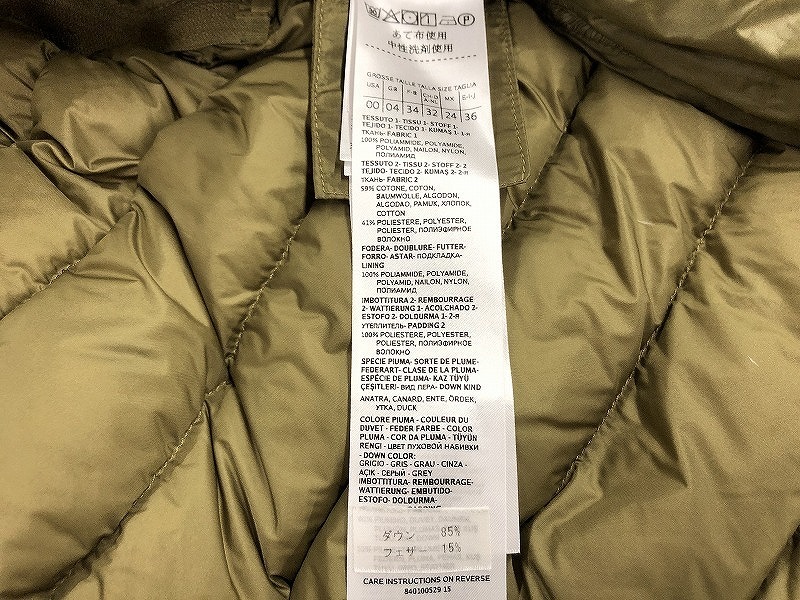 あて布使用
中性洗剤使用
GROSSE TAILLE TALLA SIZE TAGLIA
USA GB F-B MX E-I-J
00 04 34 32 24 36
TESSUTO 1- TISSU 1- STOFF 1-
TEJIDO 1- TECIDO 1- KUMAŞ 1- 1-я
ТКАНЬ- FABRIC 1
100% POLIAMMIDE, POLYAMIDE,
POLYAMID, NAILON, NYLON,
ПОЛИАМИД
TESSUTO 2- TISSU 2- STOFF 2- 2
TEJIDO- TECIDO 2- KUMAŞ 2- 2-я
ТКАНЬ- FABRIC 2
59% COTONE, COTON,
BAUMWOLLE, ALGODON,
ALGODAO, PAMUK, ХЛОПОК,
COTTON
41% POLIESTERE, POLYESTER,
POLIESTER, ПОЛИЭФИРНОЕ
ВОЛОКНО
FODERA- DOUBLURE- FUTTER-
FORRO- ASTAR- ПОДКЛАДКА-
LINING
100% POLIAMMIDE, POLYAMIDE,
POLYAMID, NAILON, NYLON,
ПОЛИАМИД
IMBOTTITURA 2- REMBOURRAGE
2- WATTIERUNG 1- ACOLCHADO 2-
ESTOFO 2- DOLDURMA 1- 2-я
УТЕПЛИТЕЛЬ- PADDING 2
100% POLIESTERE, POLYESTER,
POLIESTER, ПОЛИЭФИРНОЕ
ВОЛОКНО
SPECIE PIUMA- SORTE DE PLUME-
FEDERART- CLASE DE LA PLUMA-
ESPÉCIE DE PLUMA- KAZ TÜYÜ
ÇEŞİTLERİ- ВИД ПЕРА- DOWN KIND
ANATRA, CANARD, ENTE, ÖRDEK,
УТКА, DUCK
COLORE PIUMA - COULEUR DU
DUVET - FEDER FARBE - COLOR
PLUMA - COR DA PLUMA - TÜYÜN
RENGI - ЦВЕТ ПУХОВОЙ НАБИВКИ
- DOWN COLOR:
GRIGIO - GRIS - GRAU - CINZA -
AÇIK - СЕРЫЙ - GREY
IMBOTTITURA- REMBOURRAGE-
WATTIERUNG- EMBUTIDO-
ESTOFO- DOLDURMA-
ダウン 85%
フェザー 15%
CARE INSTRUCTIONS ON REVERSE
840100529 15